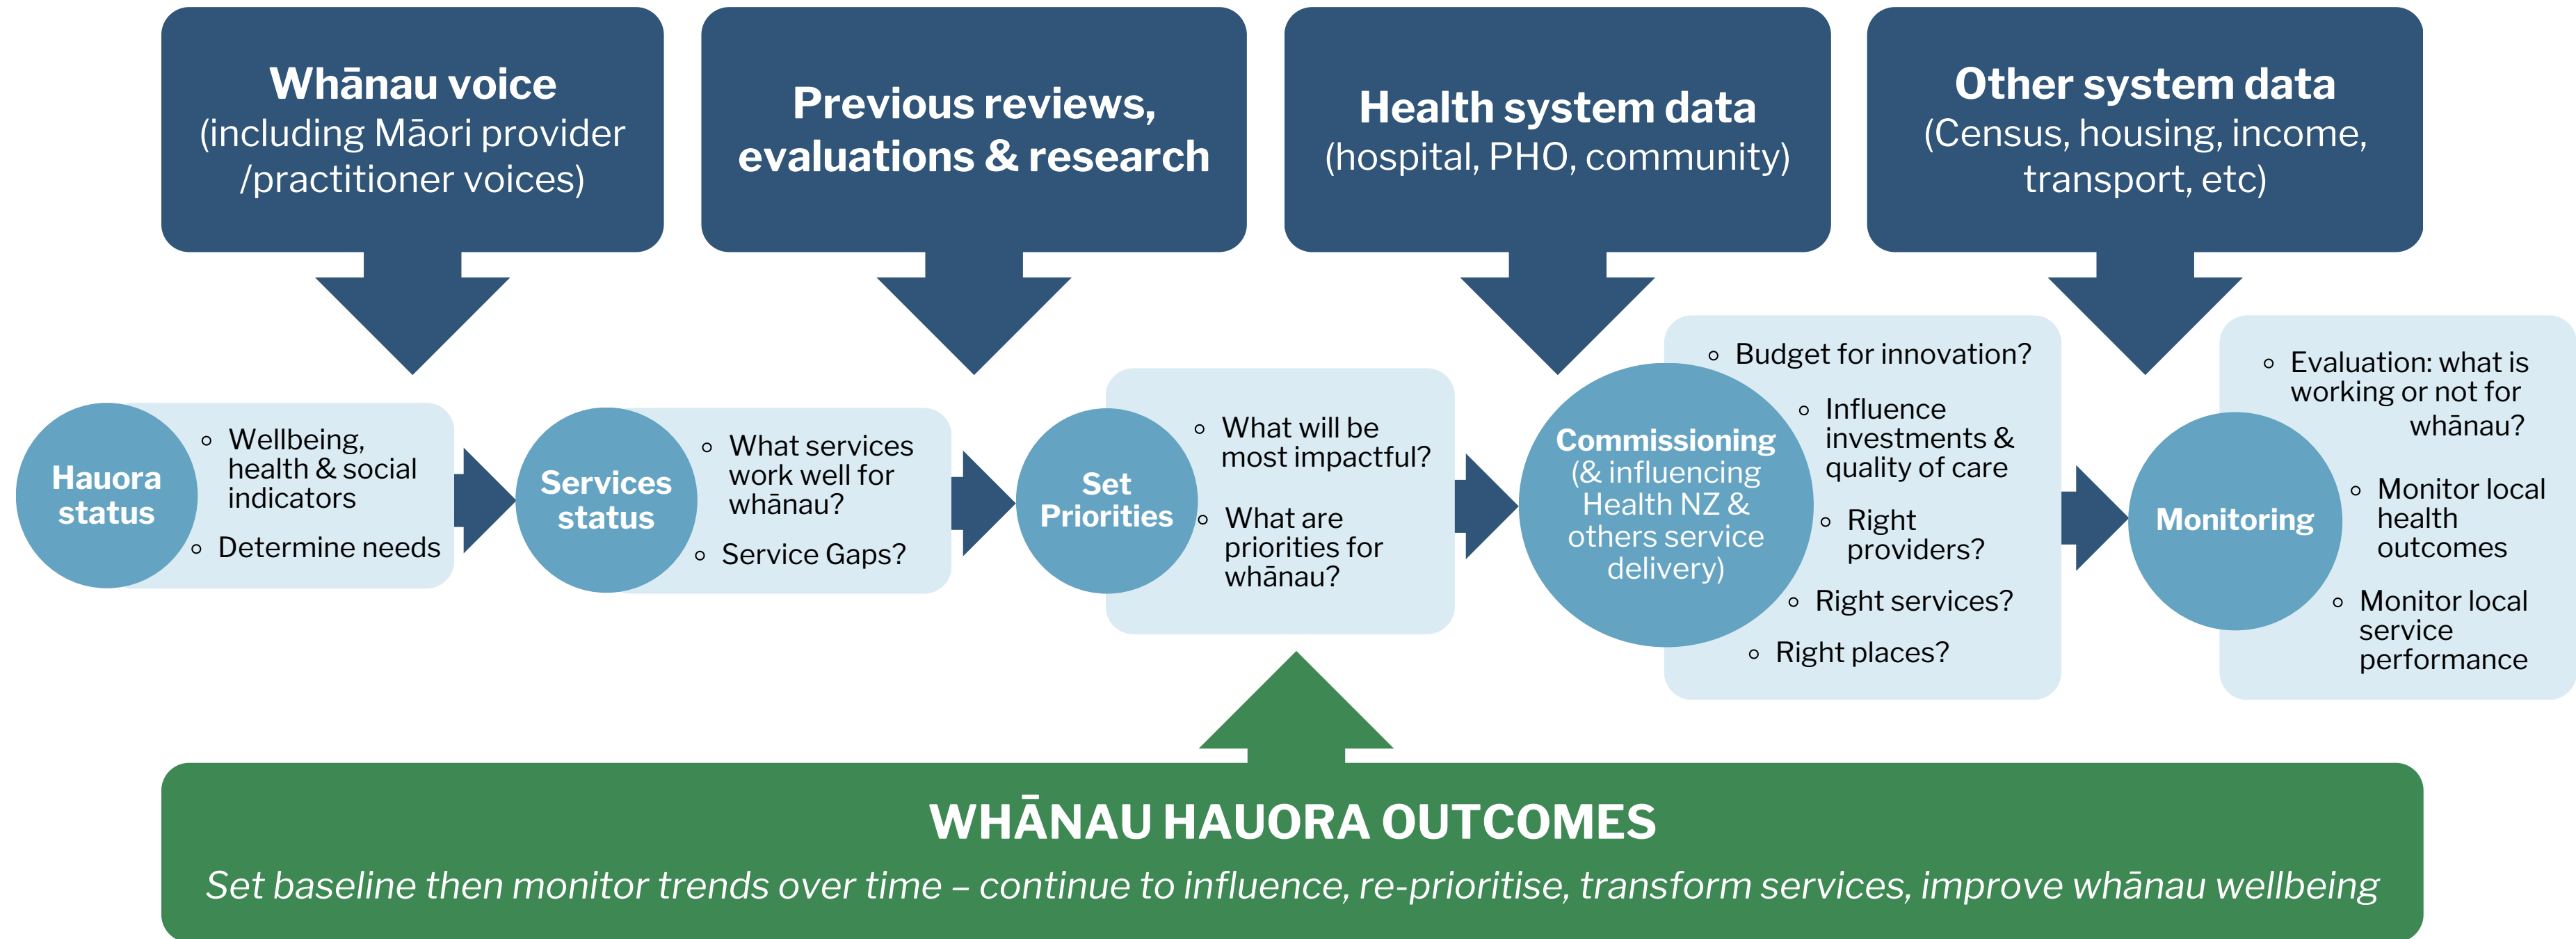 Whānau voice
(including Māori provider
/practitioner voices)
Previous reviews,
evaluations & research
Health system data
(hospital, PHO, community)
Other system data
(Census, housing, income,
transport, etc)
Hauora
status
Wellbeing,
health & social
indicators
Determine needs
Services
status
What services
work well for
whānau?
Service Gaps?
Set
Priorities
What will be
most impactful?
What are
priorities for
whānau?
Commissioning
(& influencing
Health NZ &
others service
delivery)
Budget for innovation?
Influence
investments &
quality of care
Right
providers?
Right services?
Right places?
Monitoring
Evaluation: what is
working or not for
whānau?
Monitor local
health
outcomes
Monitor local
service
performance
WHĀNAU HAUORA OUTCOMES
Set baseline then monitor trends over time – continue to influence, re-prioritise, transform services, improve whānau wellbeing